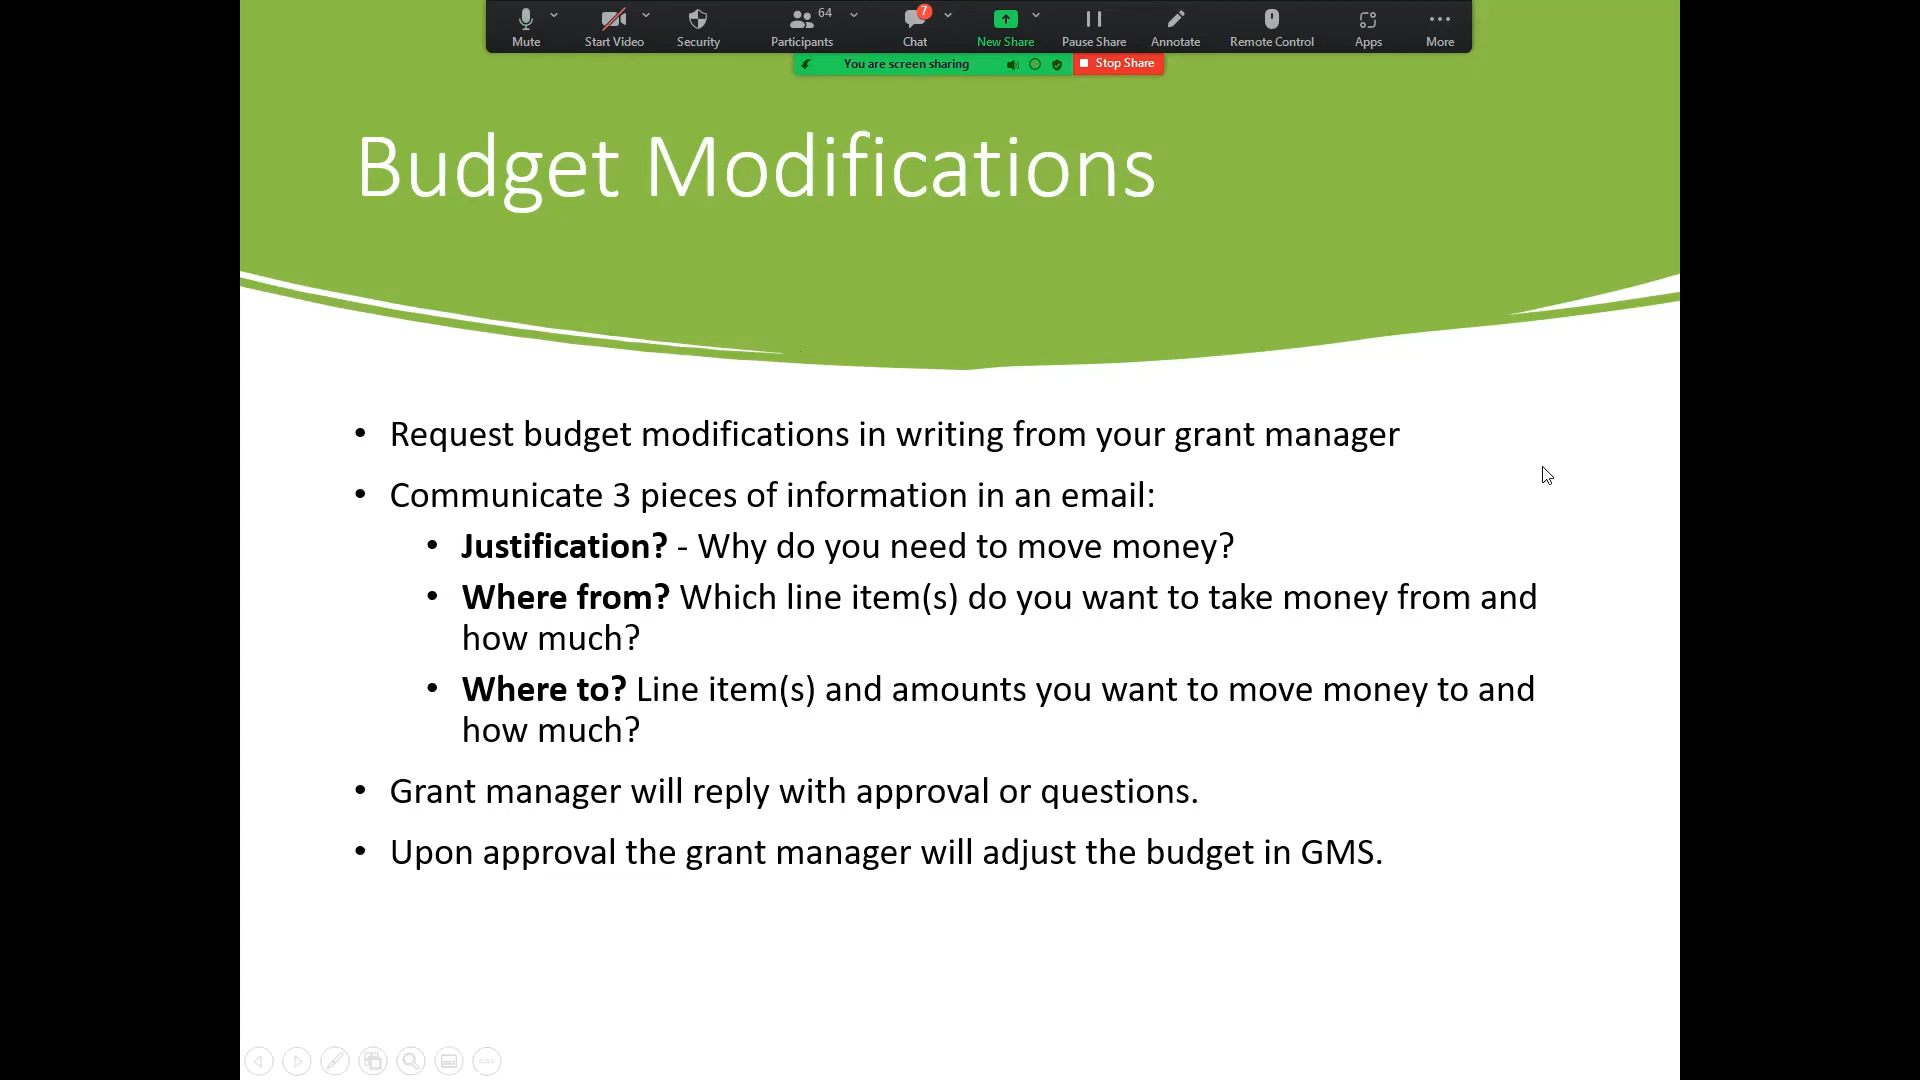 64
7
Mute
Start Video
Security
Participants
Chat
New Share
Pause Share
Annotate
Remote Control
Apps
More
You are screen sharing
Stop Share
Budget Modifications
• Request budget modifications in writing from your grant manager
• Communicate 3 pieces of information in an email:
• Justification? - Why do you need to move money?
• Where from? Which line item(s) do you want to take money from and
how much?
• Where to? Line item(s) and amounts you want to move money to and
how much?
• Grant manager will reply with approval or questions.
• Upon approval the grant manager will adjust the budget in GMS.